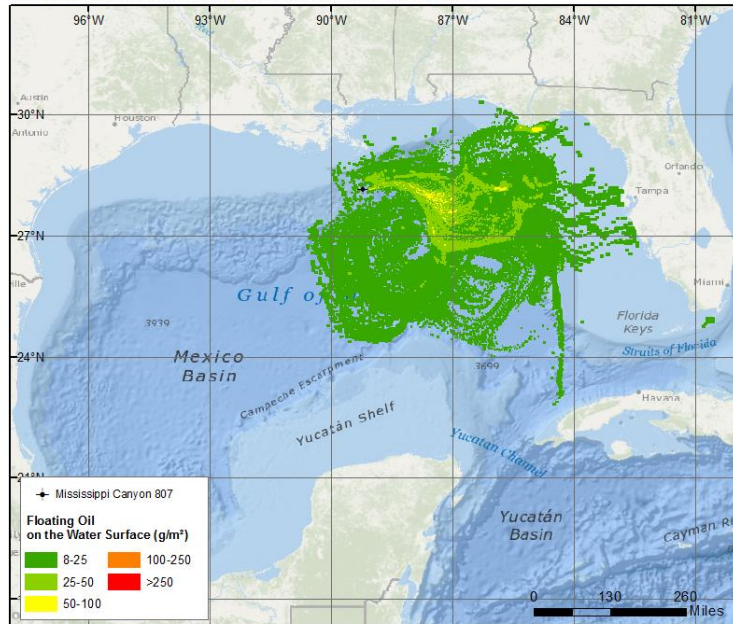 96°W 93°W 90°W 87°W 84°W 81°W
Red
Austin
Houston
Antonio
30°N
Orlando
Tampa
27°N
Gulf of
Miami
3939
Florida
Keys
Mexico
Basin
24°N
Straits of Florida
Campeche Escarpment
3699
Havana
Yucatán Shelf
Yucatan Channel
Mississippi Canyon 807
Floating Oil
on the Water Surface (g/m²)
8-25 100-250
25-50 >250
50-100
Yucatán
Basin
Cayman
0 130 260
Miles